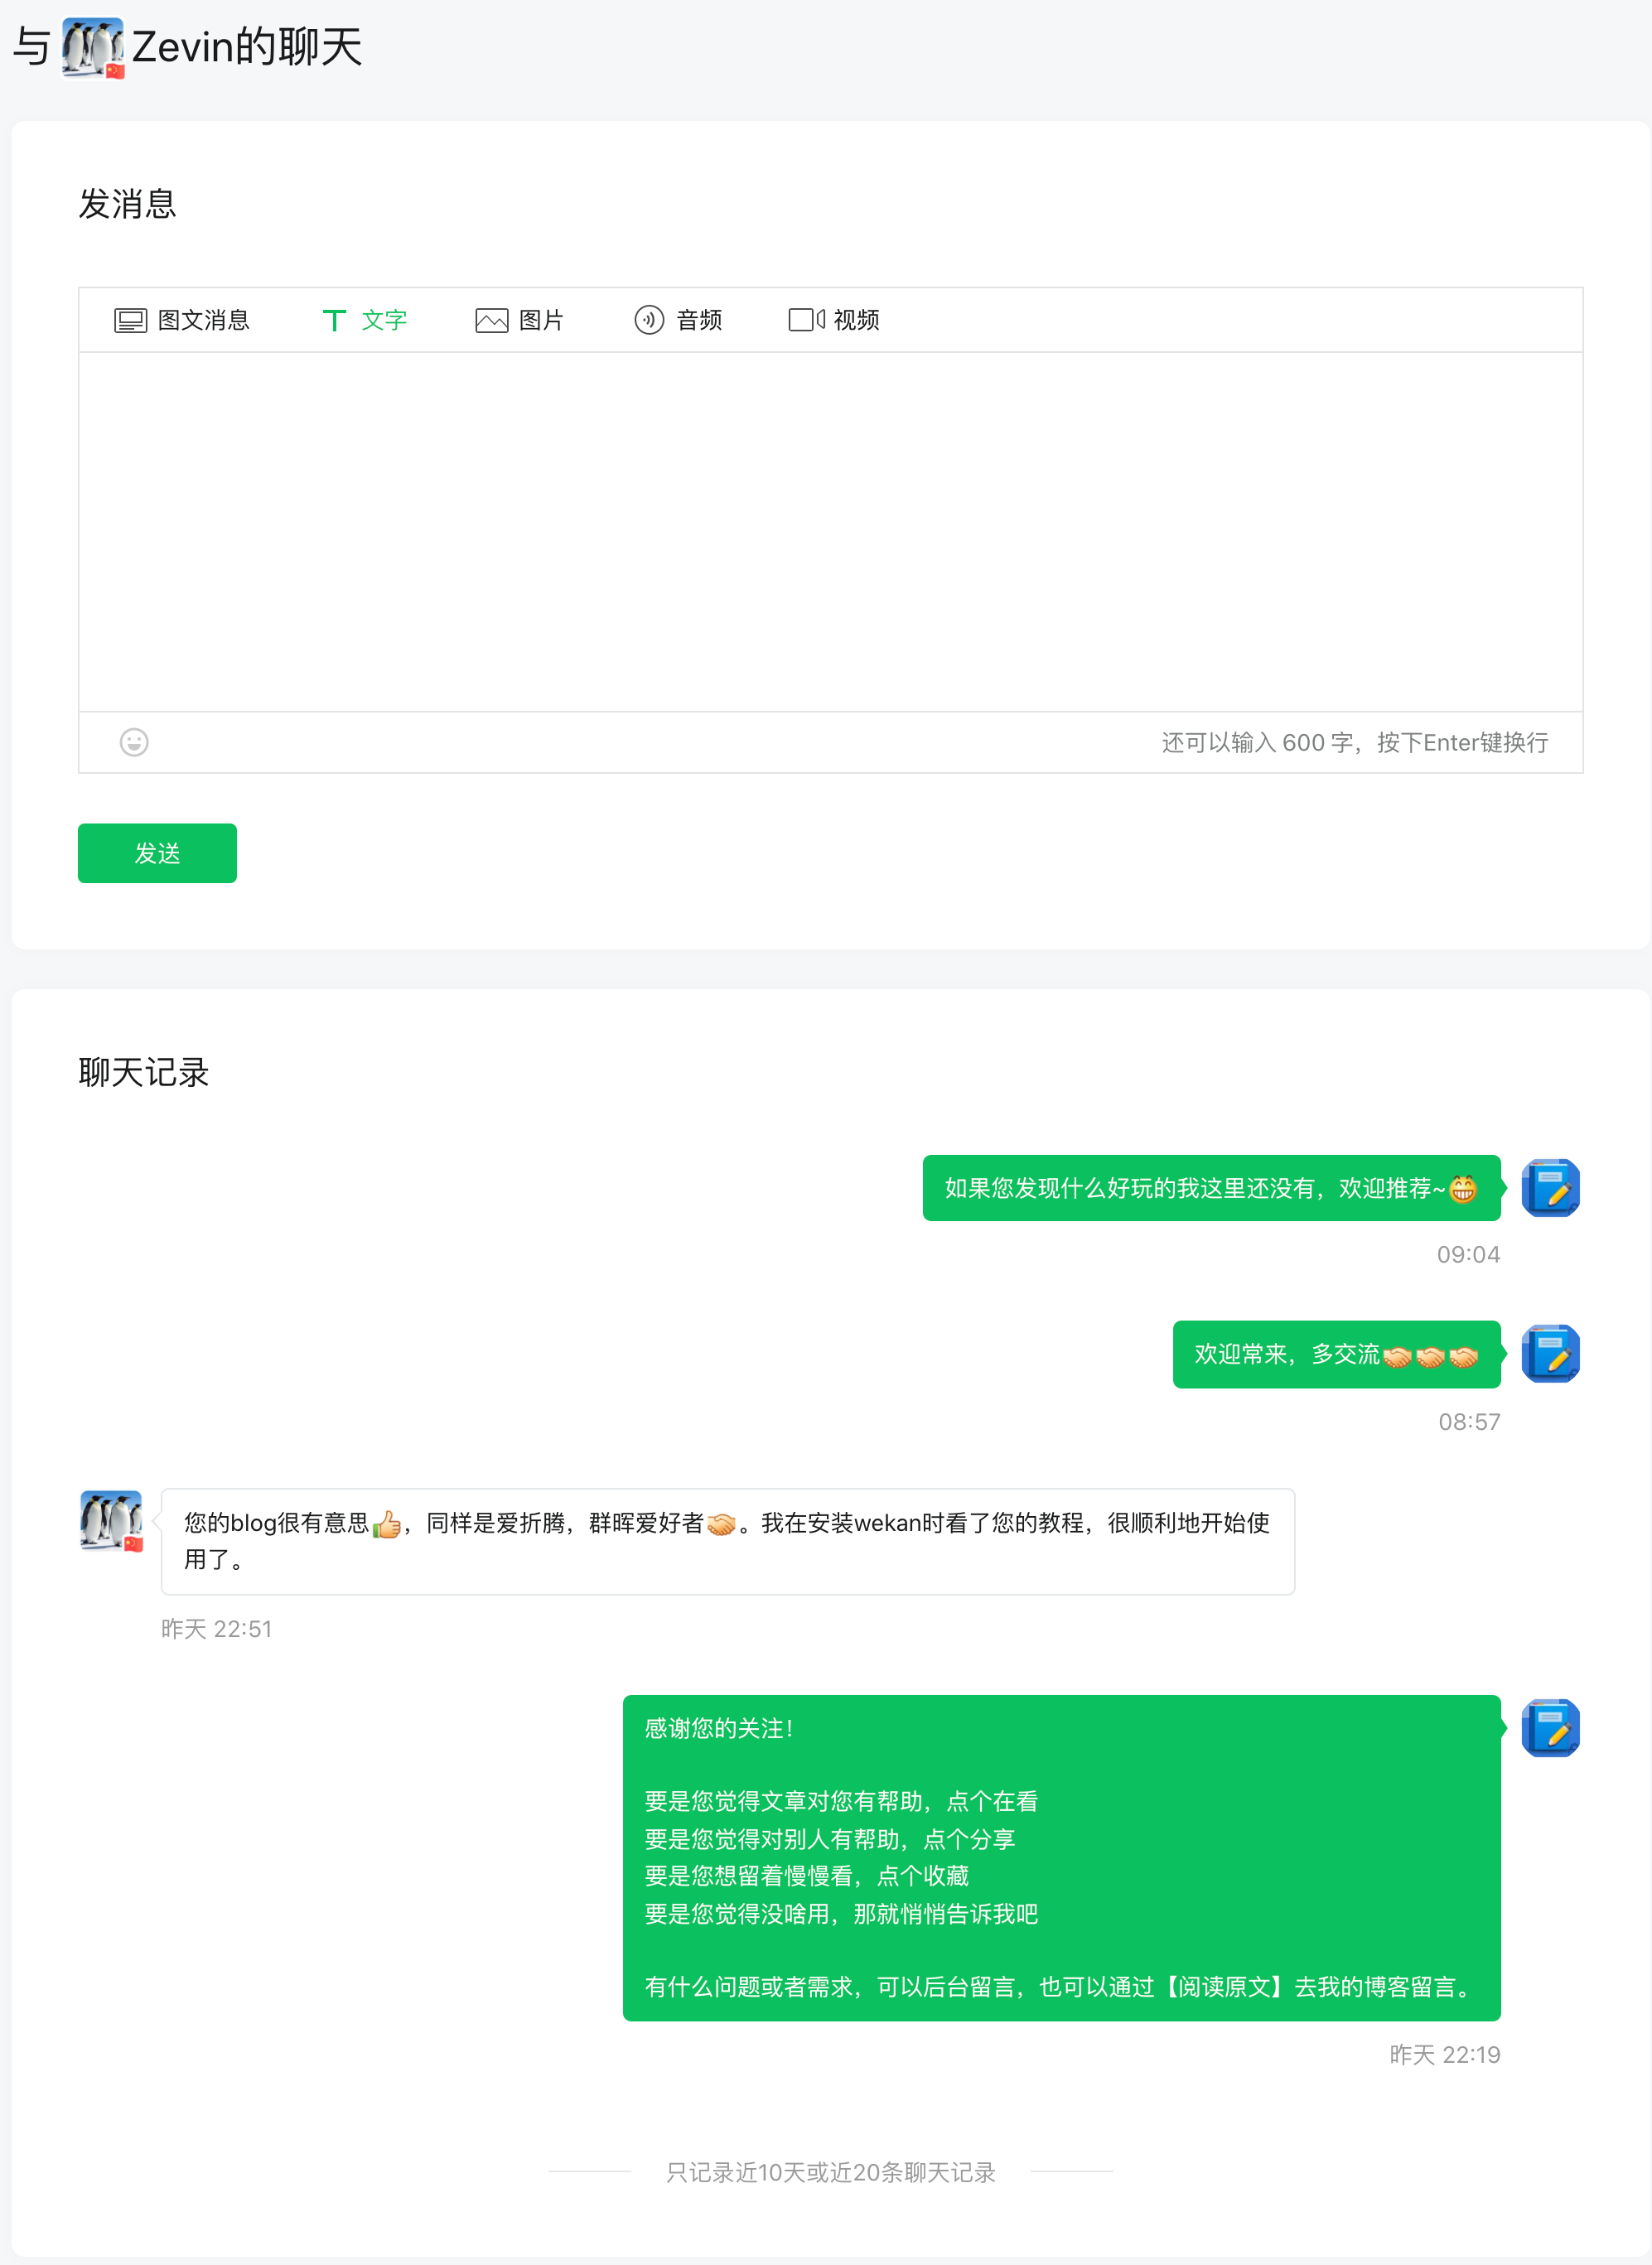 与Zevin的聊天
发消息
图文消息 文字 图片 音频 视频
还可以输入 600 字，按下Enter键换行
发送
聊天记录
如果您发现什么好玩的我这里还没有，欢迎推荐~😁
09:04
欢迎常来，多交流🤝🤝🤝
08:57
您的blog很有意思👍，同样是爱折腾，群晖爱好者🤝。我在安装wekan时看了您的教程，很顺利地开始使
用了。
昨天 22:51
感谢您的关注！
要是您觉得文章对您有帮助，点个在看
要是您觉得对别人有帮助，点个分享
要是您想留着慢慢看，点个收藏
要是您觉得没啥用，那就悄悄告诉我吧
有什么问题或者需求，可以后台留言，也可以通过【阅读原文】去我的博客留言。
昨天 22:19
只记录近10天或近20条聊天记录